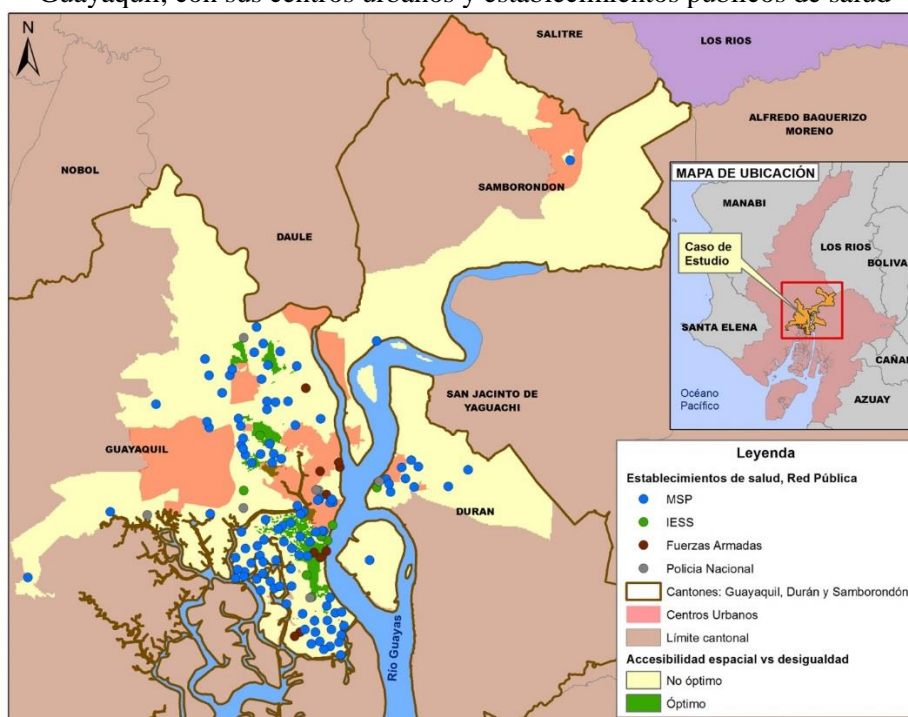 Guayaquil, con sus centros urbanos y establecimientos públicos de salud
N
SALITRE
LOS RIOS
ALFREDO BAQUERIZO
MORENO
NOBOL
SAMBORONDON
DAULE
MAPA DE UBICACIÓN
MANABI
LOS RIOS
Caso de
Estudio
BOLIVA
SANTA ELENA
CAÑA
Océano
Pacífico
AZUAY
SAN JACINTO DE
YAGUACHI
GUAYAQUIL
DURAN
Río Guayas
Leyenda
Establecimientos de salud, Red Pública
MSP
IESS
Fuerzas Armadas
Policia Nacional
Cantones: Guayaquil, Durán y Samborondón
Centros Urbanos
Límite cantonal
Accesibilidad espacial vs desigualdad
No óptimo
Óptimo